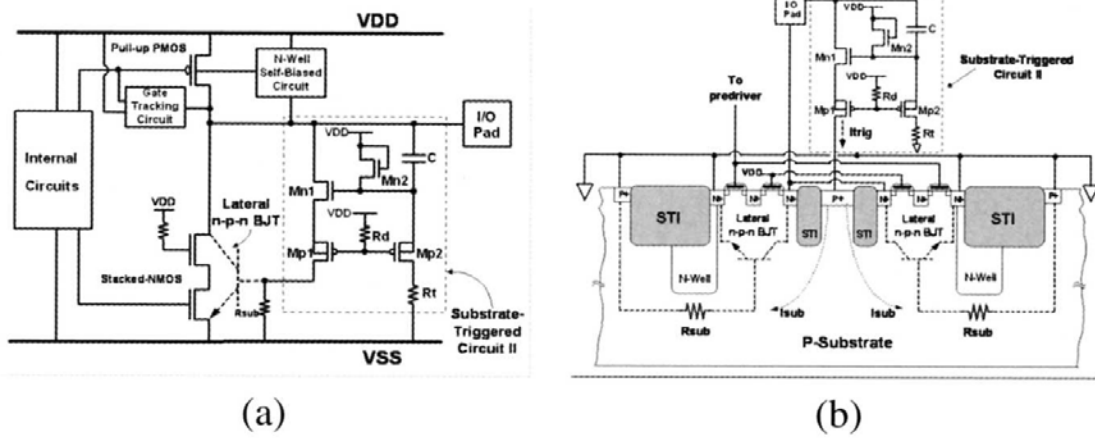 VDD
Pull-up PMOS
N-Well
Self-Biased
Circuit
Gate
Tracking
Circuit
I/O
Pad
Internal
Circuits
VDD
C
Mn2
Mn1
Lateral
n-p-n BJT
VDD
VDD
Rd
Mp1
Mp2
Stacked-NMOS
Rt
Rsub
Substrate-
Triggered
Circuit II
VSS
(a)
I/O
Pad
VDD
C
Mn2
Mn1
Substrate-Triggered
Circuit II
To
predriver
VDD
Rd
Mp1
Mp2
Itrig
Rt
VDD
P+
STI
N+
N+
N+
STI
P+
STI
N+
N+
N+
STI
P+
Lateral
n-p-n BJT
Lateral
n-p-n BJT
N-Well
N-Well
Rsub
Isub
Isub
Rsub
P-Substrate
(b)